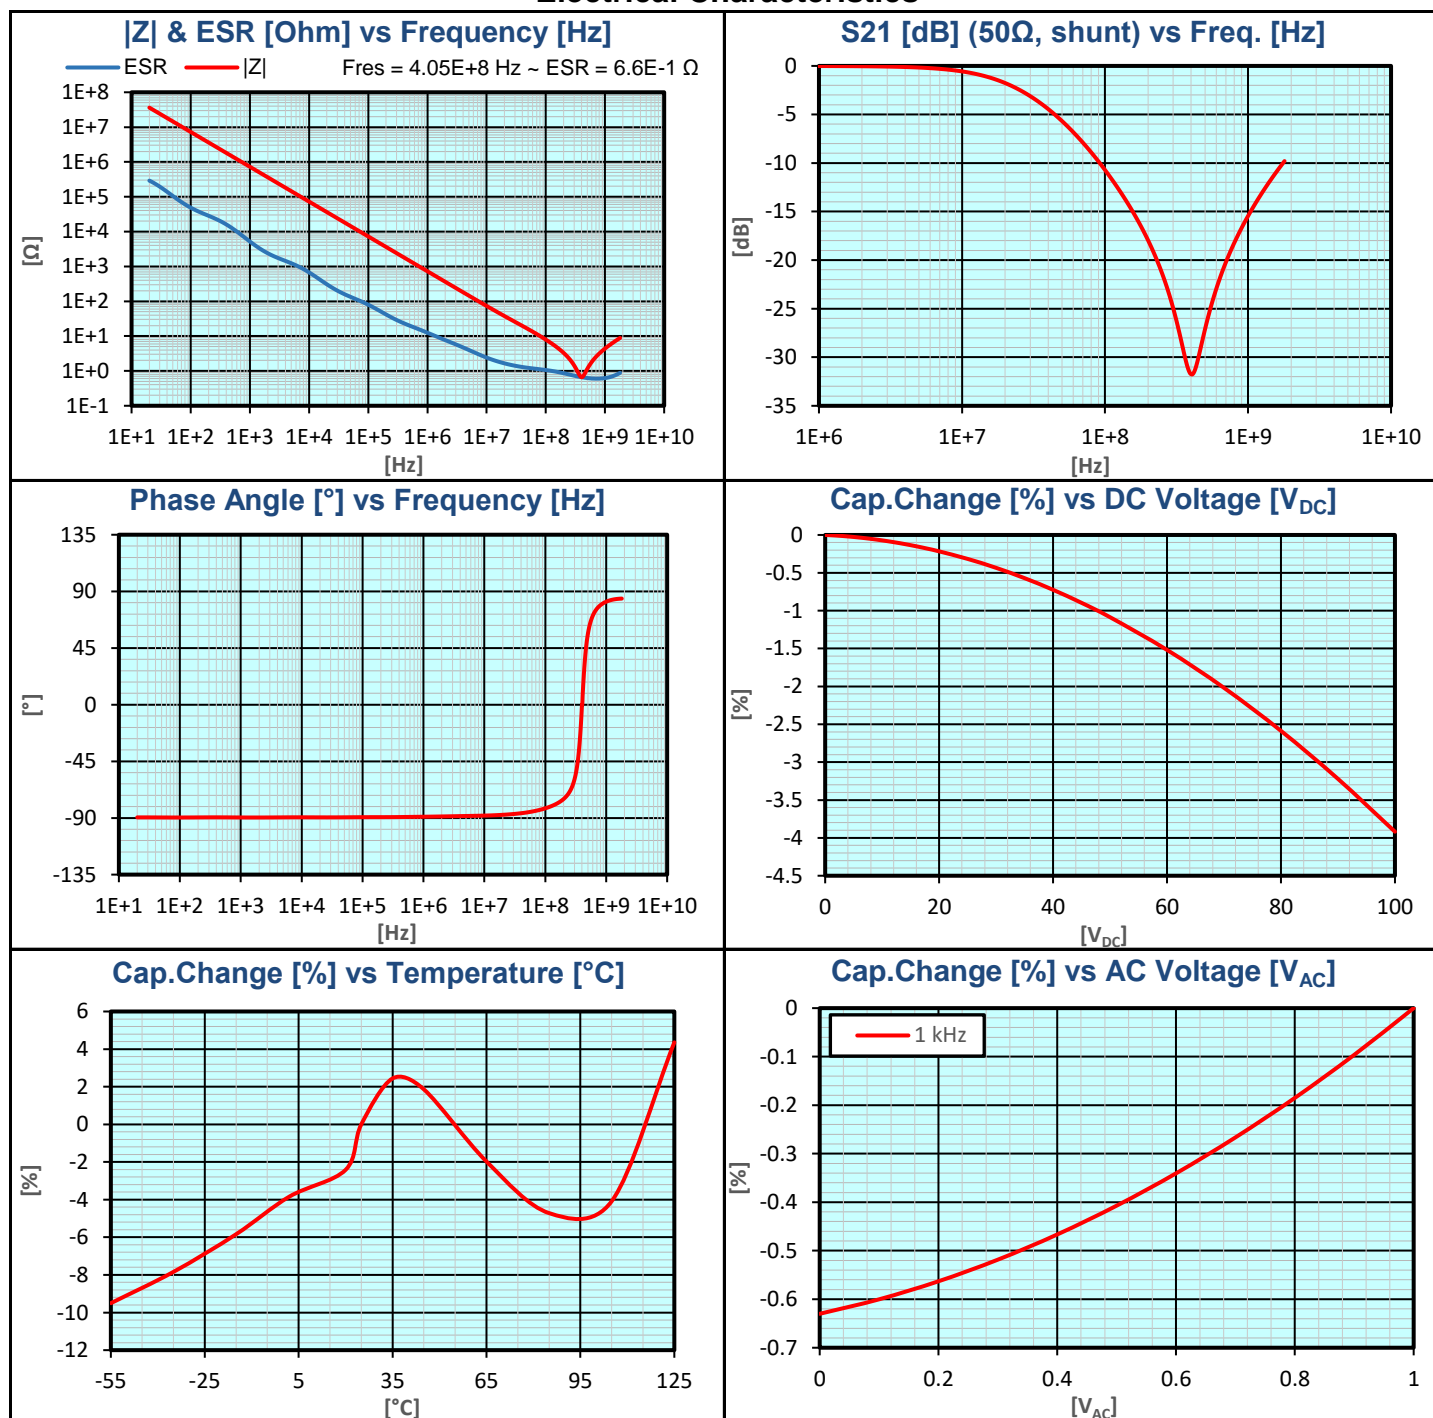 Electrical Characteristics
|Z| & ESR [Ohm] vs Frequency [Hz]
ESR |Z| Fres = 4.05E+8 Hz ~ ESR = 6.6E-1 Ω
1E+8
1E+7
1E+6
1E+5
1E+4
1E+3
1E+2
1E+1
1E+0
1E-1
[Ω]
1E+1 1E+2 1E+3 1E+4 1E+5 1E+6 1E+7 1E+8 1E+9 1E+10
[Hz]
S21 [dB] (50Ω, shunt) vs Freq. [Hz]
0
-5
-10
-15
-20
-25
-30
-35
[dB]
1E+6 1E+7 1E+8 1E+9 1E+10
[Hz]
Phase Angle [°] vs Frequency [Hz]
135
90
45
0
-45
-90
-135
[°]
1E+1 1E+2 1E+3 1E+4 1E+5 1E+6 1E+7 1E+8 1E+9 1E+10
[Hz]
Cap.Change [%] vs DC Voltage [VDC]
0
-0.5
-1
-1.5
-2
-2.5
-3
-3.5
-4
-4.5
[%]
0 20 40 60 80 100
[VDC]
Cap.Change [%] vs Temperature [°C]
6
4
2
0
-2
-4
-6
-8
-10
-12
[%]
-55 -25 5 35 65 95 125
[°C]
Cap.Change [%] vs AC Voltage [VAC]
1 kHz
0
-0.1
-0.2
-0.3
-0.4
-0.5
-0.6
-0.7
[%]
0 0.2 0.4 0.6 0.8 1
[VAC]